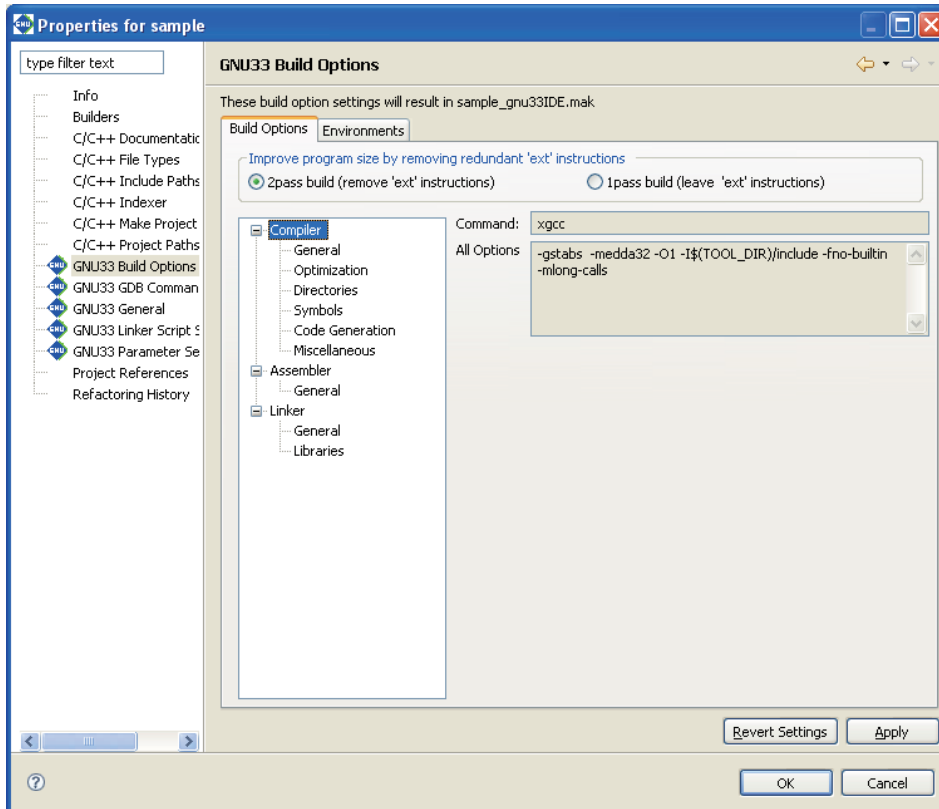 Properties for sample
type filter text
Info
Builders
C/C++ Documentatic
C/C++ File Types
C/C++ Include Paths
C/C++ Indexer
C/C++ Make Project
C/C++ Project Paths
GNU33 Build Options
GNU33 GDB Comman
GNU33 General
GNU33 Linker Script S
GNU33 Parameter Se
Project References
Refactoring History
GNU33 Build Options
These build option settings will result in sample_gnu33IDE.mak
Build Options Environments
Improve program size by removing redundant 'ext' instructions
2pass build (remove 'ext' instructions) 1pass build (leave 'ext' instructions)
Compiler
General
Optimization
Directories
Symbols
Code Generation
Miscellaneous
Assembler
General
Linker
General
Libraries
Command: xgcc
All Options -gstabs -medda32 -O1 -I$(TOOL_DIR)/include -fno-builtin
-mlong-calls
Revert Settings Apply
OK Cancel